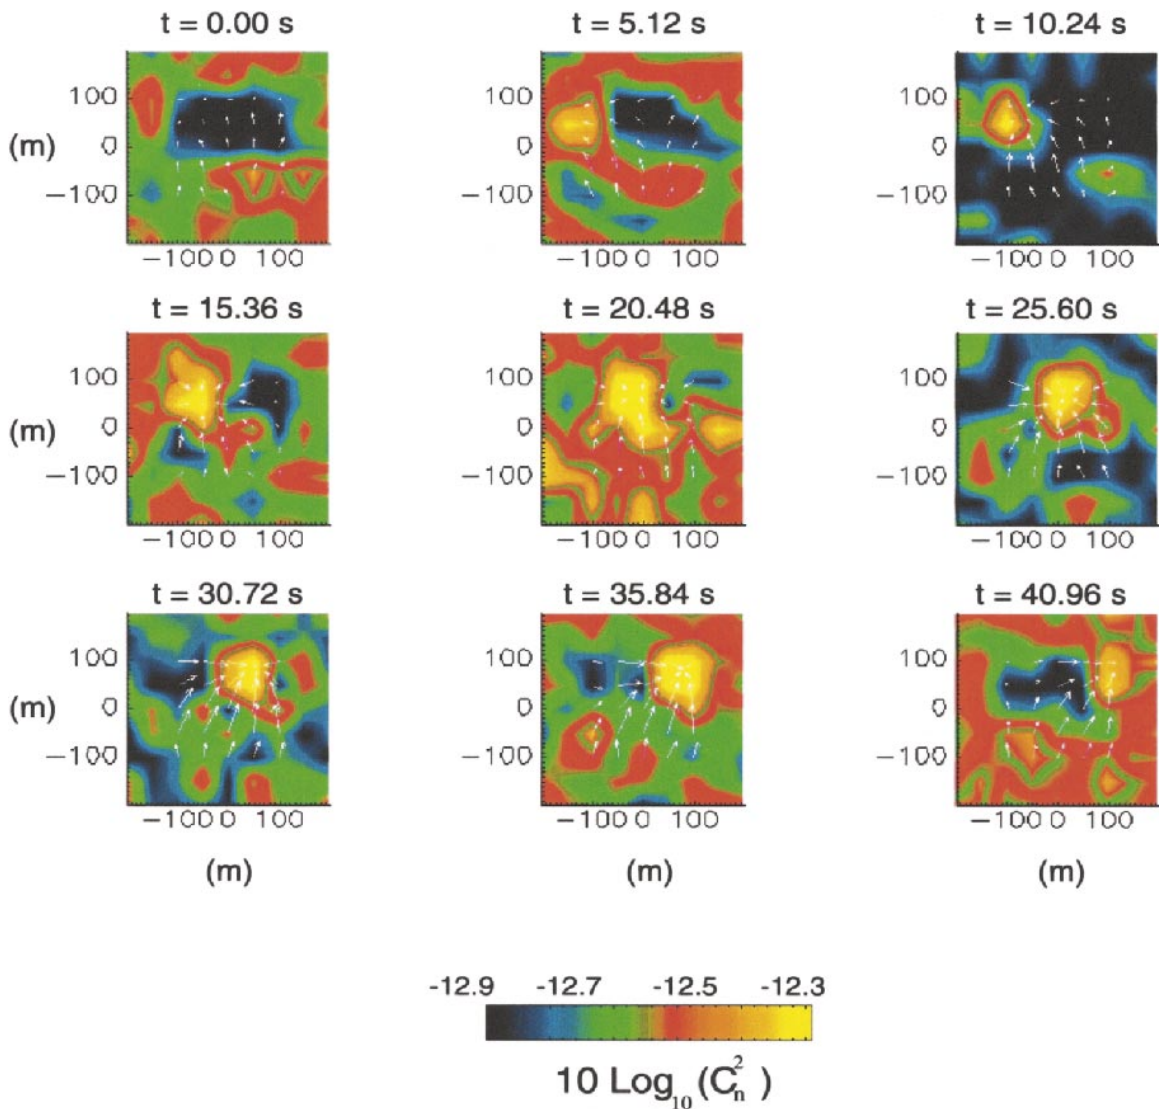 t = 0.00 s t = 5.12 s t = 10.24 s
100 100 100
(m) 0 0 0
−100 −100 −100
−100 0 100 −100 0 100 −100 0 100
t = 15.36 s t = 20.48 s t = 25.60 s
100 100 100
(m) 0 0 0
−100 −100 −100
−100 0 100 −100 0 100 −100 0 100
t = 30.72 s t = 35.84 s t = 40.96 s
100 100 100
(m) 0 0 0
−100 −100 −100
−100 0 100 −100 0 100 −100 0 100
(m) (m) (m)
-12.9 -12.7 -12.5 -12.3
10 Log₁₀(Cₙ²)